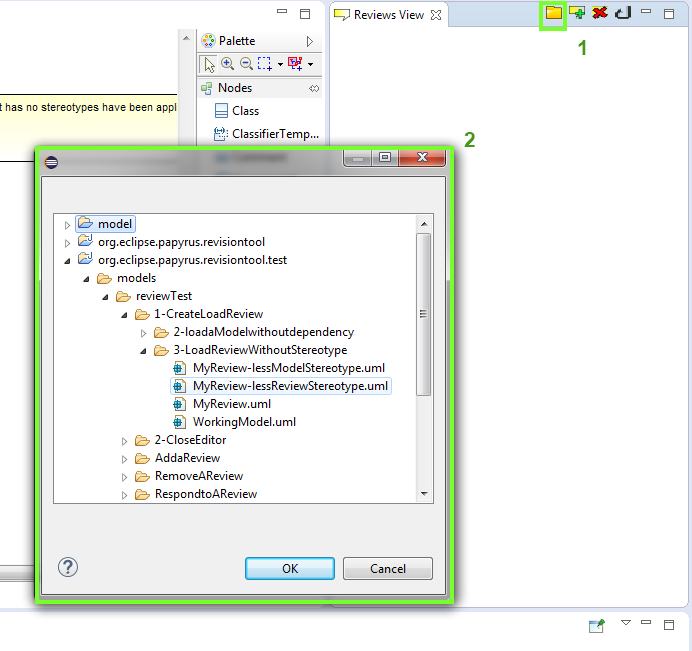 Reviews View
1
Palette
Nodes
t has no stereotypes have been appl
Class
ClassifierTemp...
2
model
org.eclipse.papyrus.revisiontool
org.eclipse.papyrus.revisiontool.test
models
reviewTest
1-CreateLoadReview
2-loadaModelwithoutdependency
3-LoadReviewWithoutStereotype
MyReview-lessModelStereotype.uml
MyReview-lessReviewStereotype.uml
MyReview.uml
WorkingModel.uml
2-CloseEditor
AddaReview
RemoveAReview
RespondtoAReview
?
OK
Cancel